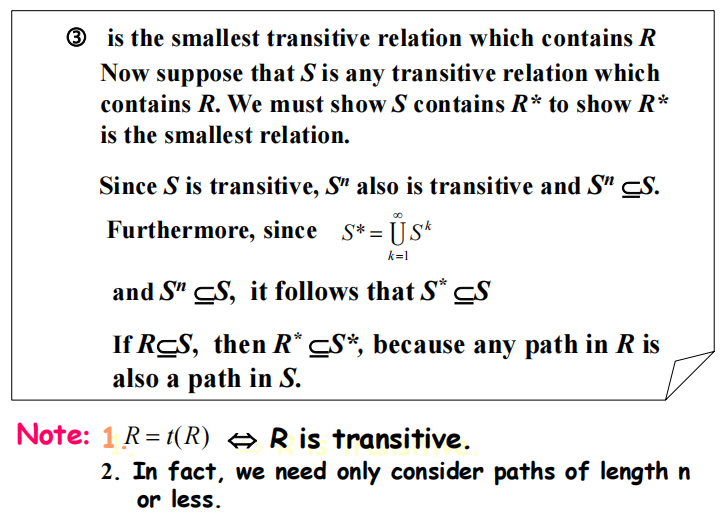 ③ is the smallest transitive relation which contains R
Now suppose that S is any transitive relation which
contains R. We must show S contains R* to show R*
is the smallest relation.
Since S is transitive, Sⁿ also is transitive and Sⁿ ⊆S.
Furthermore, since S* = ∞∪k=1 Sᵏ
and Sⁿ ⊆S, it follows that S* ⊆S
If R⊆S, then R* ⊆S*, because any path in R is
also a path in S.
Note: 1. R = t(R) ⇔ R is transitive.
2. In fact, we need only consider paths of length n
or less.